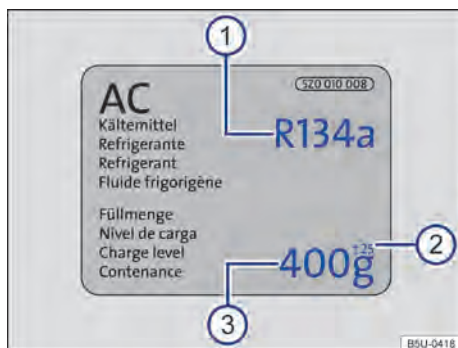 1
5Z0 010 008
AC
R134a
Kältemittel
Refrigerante
Refrigerant
Fluide frigorigène
Füllmenge
Nivel de carga
Charge level
Contenance
400g
±25
2
3
B5U-0418